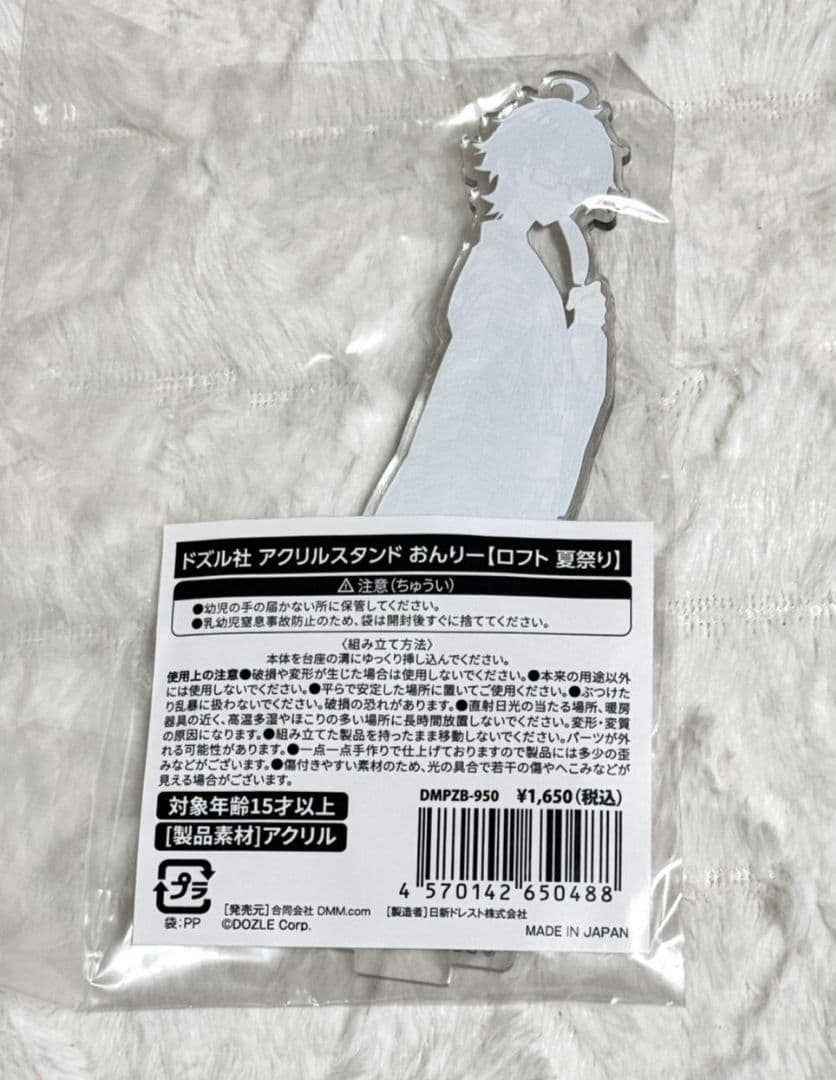 ドズル社 アクリルスタンド おんりー【ロフト 夏祭り】
⚠注意(ちゅうい)
●幼児の手の届かない所に保管してください。
●乳幼児窒息事故防止のため、袋は開封後すぐに捨ててください。
〈組み立て方法〉
本体を台座の溝にゆっくり挿し込んでください。
使用上の注意●破損や変形が生じた場合は使用しないでください。●本来の用途以外
には使用しないでください。●平らで安定した場所に置いてご使用ください。●ぶつけた
り乱暴に扱わないでください。破損の恐れがあります。●直射日光の当たる場所、暖房
器具の近く、高温多湿やほこりの多い場所に長時間放置しないでください。変形・変質
の原因になります。●組み立てた製品を持ったまま移動しないでください。パーツが外
れる可能性があります。●一点一点手作りで仕上げておりますので製品には多少の歪
みなどがございます。●傷付きやすい素材のため、光の具合で若干の傷やへこみなどが
見える場合がございます。
対象年齢15才以上
[製品素材]アクリル
DMPZB-950 ¥1,650(税込)
4 570142 650488
プラ
袋:PP
[発売元]合同会社 DMM.com [製造者]日新ドレスト株式会社
©DOZLE Corp.
MADE IN JAPAN